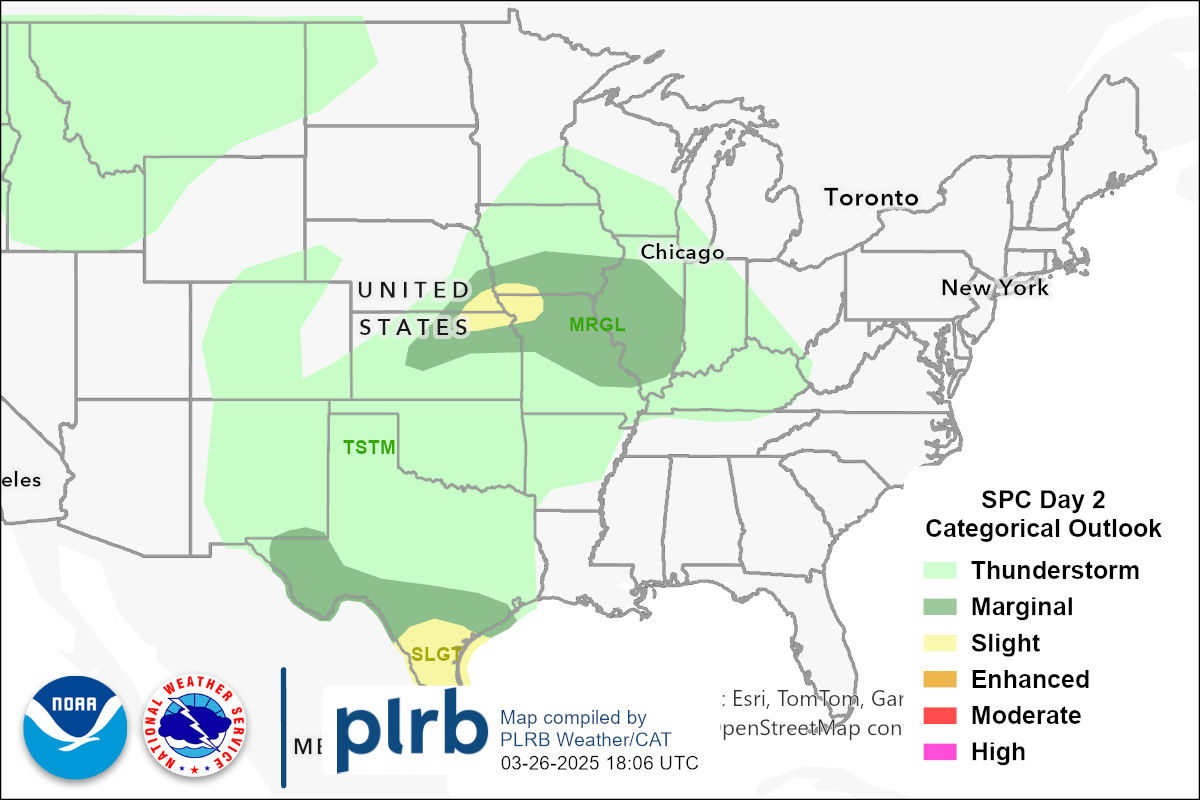 Toronto
Chicago
UNITED
STATES
New York
MRGL
TSTM
eles
SLGT
SPC Day 2
Categorical Outlook
Thunderstorm
Marginal
Slight
Enhanced
Moderate
High
NOAA
NATIONAL WEATHER SERVICE
ME
plrb
Map compiled by
PLRB Weather/CAT
03-26-2025 18:06 UTC
: Esri, TomTom, Gar
penStreetMap con